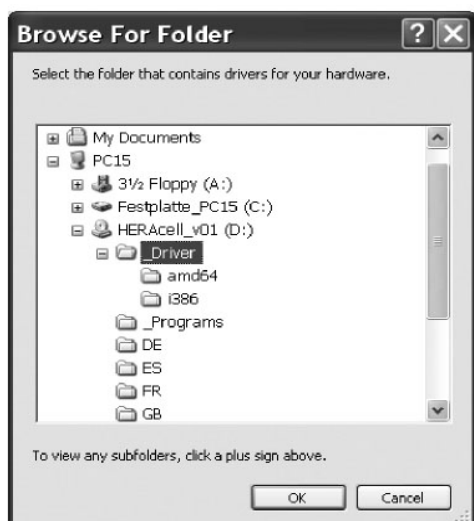 Browse For Folder
Select the folder that contains drivers for your hardware.
My Documents
PC15
3½ Floppy (A:)
Festplatte_PC15 (C:)
HERAcell_v01 (D:)
_Driver
amd64
i386
_Programs
DE
ES
FR
GB
To view any subfolders, click a plus sign above.
OK Cancel